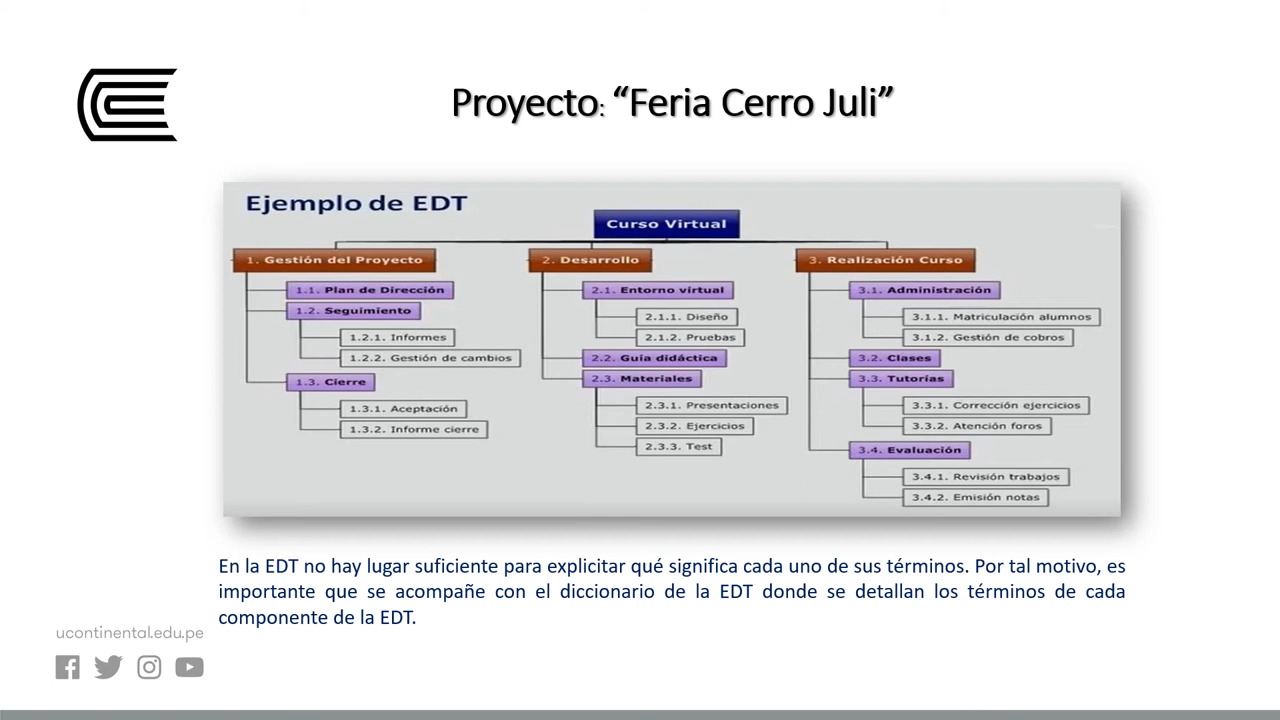 Proyecto: “Feria Cerro Juli”
Ejemplo de EDT
Curso Virtual
1. Gestión del Proyecto
1.1. Plan de Dirección
1.2. Seguimiento
1.2.1. Informes
1.2.2. Gestión de cambios
1.3. Cierre
1.3.1. Aceptación
1.3.2. Informe cierre
2. Desarrollo
2.1. Entorno virtual
2.1.1. Diseño
2.1.2. Pruebas
2.2. Guía didáctica
2.3. Materiales
2.3.1. Presentaciones
2.3.2. Ejercicios
2.3.3. Test
3. Realización Curso
3.1. Administración
3.1.1. Matriculación alumnos
3.1.2. Gestión de cobros
3.2. Clases
3.3. Tutorías
3.3.1. Corrección ejercicios
3.3.2. Atención foros
3.4. Evaluación
3.4.1. Revisión trabajos
3.4.2. Emisión notas
En la EDT no hay lugar suficiente para explicitar qué significa cada uno de sus términos. Por tal motivo, es
importante que se acompañe con el diccionario de la EDT donde se detallan los términos de cada
componente de la EDT.
ucontinental.edu.pe